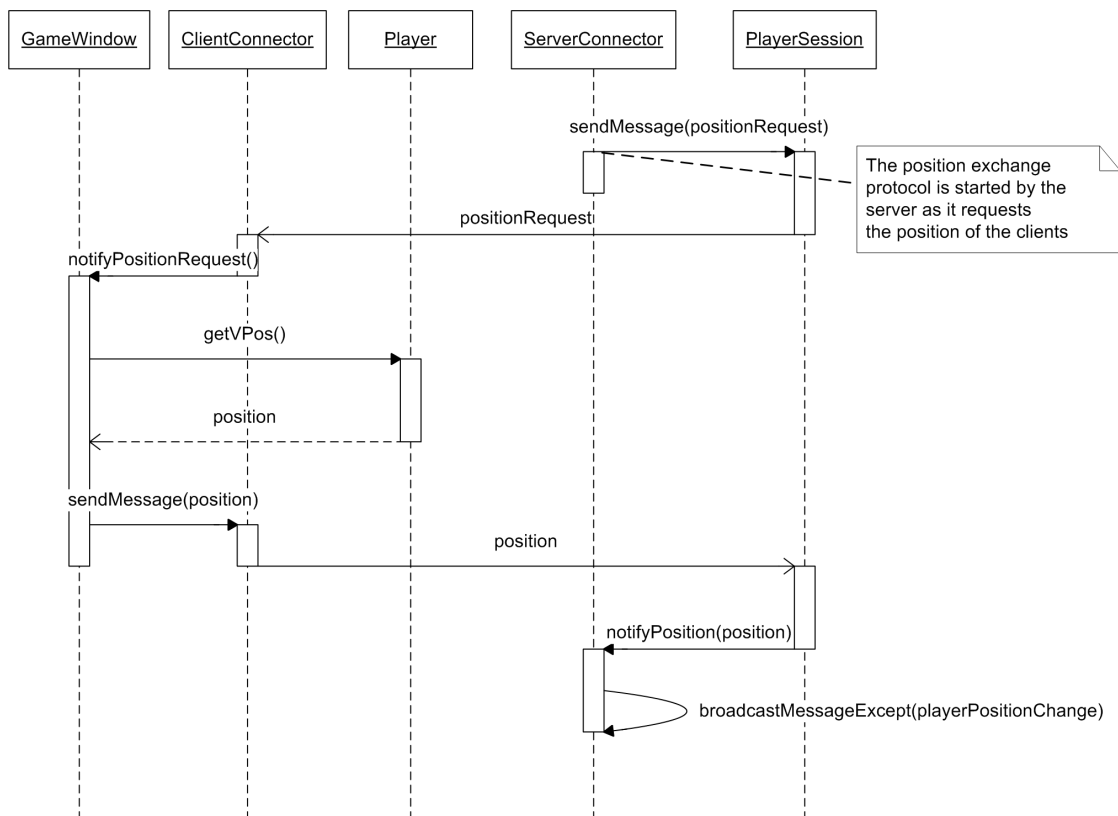 GameWindow
ClientConnector
Player
ServerConnector
PlayerSession
sendMessage(positionRequest)
The position exchange
protocol is started by the
server as it requests
the position of the clients
positionRequest
notifyPositionRequest()
getVPos()
position
sendMessage(position)
position
notifyPosition(position)
broadcastMessageExcept(playerPositionChange)